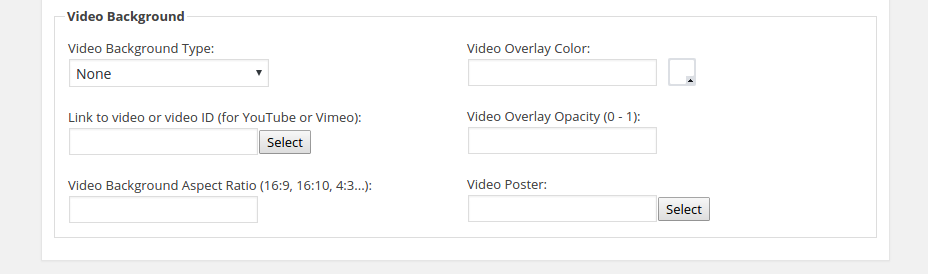 Video Background
Video Background Type:
None
Link to video or video ID (for YouTube or Vimeo):
Select
Video Background Aspect Ratio (16:9, 16:10, 4:3...):
Video Overlay Color:
Video Overlay Opacity (0 - 1):
Video Poster:
Select